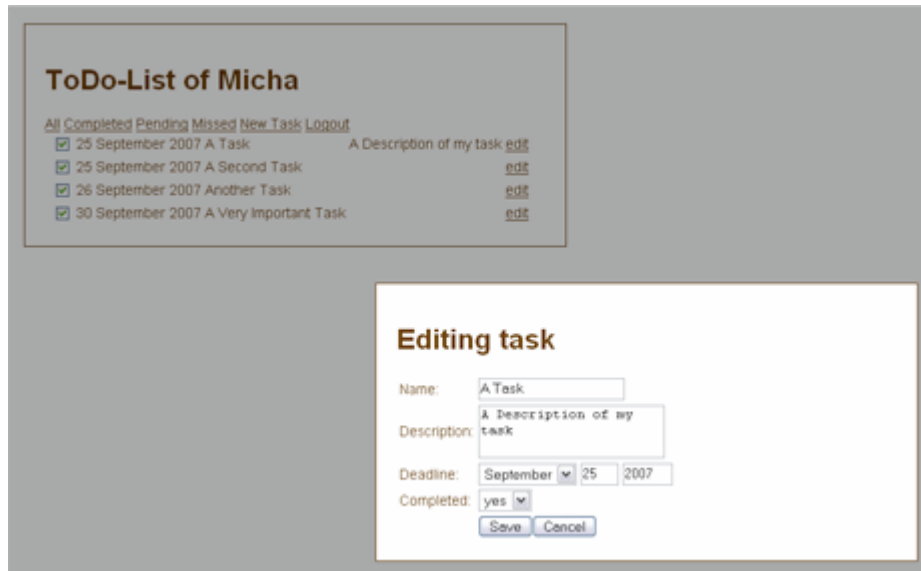 ToDo-List of Micha
All Completed Pending Missed New Task Logout
25 September 2007 A Task A Description of my task edit
25 September 2007 A Second Task edit
26 September 2007 Another Task edit
30 September 2007 A Very Important Task edit
Editing task
Name: A Task
Description: A Description of my
task
Deadline: September 25 2007
Completed: yes
Save Cancel